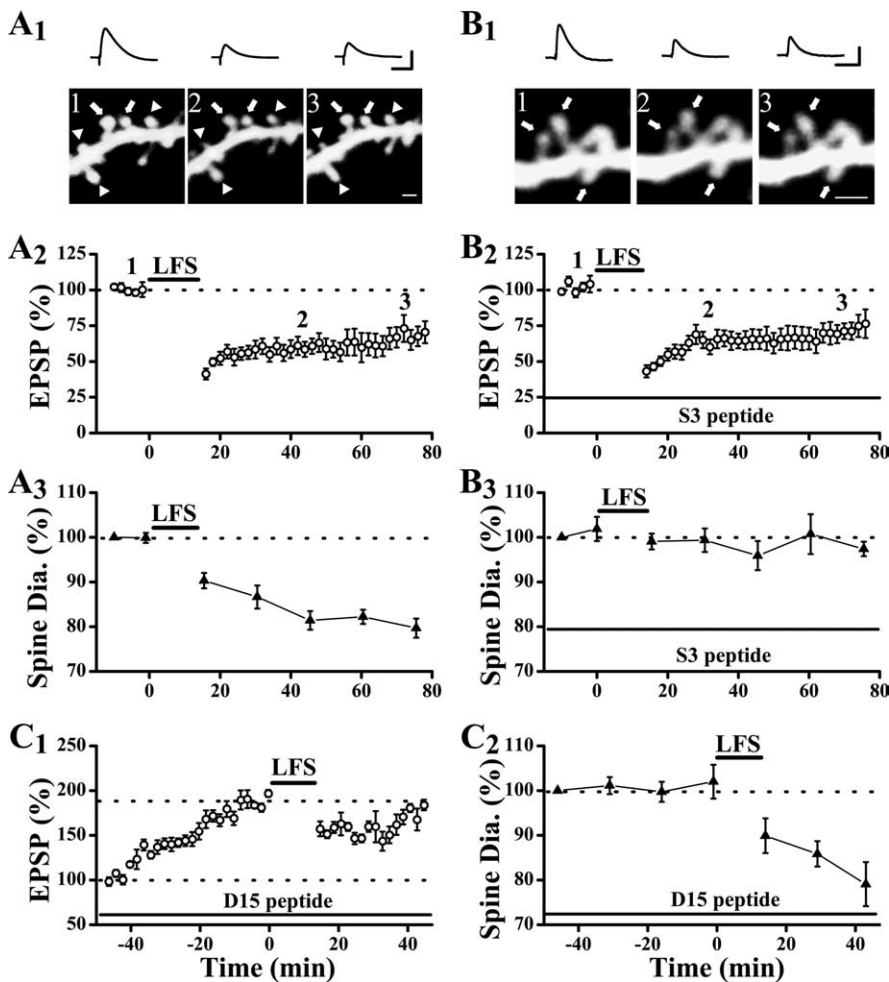 A1
B1
1 2 3
1 2 3
A2
B2
125
100
75
50
25
0
EPSP (%)
1
LFS
2
3
0 20 40 60 80
125
100
75
50
25
0
EPSP (%)
1
LFS
2
3
S3 peptide
0 20 40 60 80
A3
B3
110
100
90
80
70
Spine Dia. (%)
LFS
0 20 40 60 80
110
100
90
80
70
Spine Dia. (%)
LFS
S3 peptide
0 20 40 60 80
C1
C2
250
200
150
100
50
EPSP (%)
LFS
D15 peptide
-40 -20 0 20 40
Time (min)
110
100
90
80
70
Spine Dia. (%)
LFS
D15 peptide
-40 -20 0 20 40
Time (min)